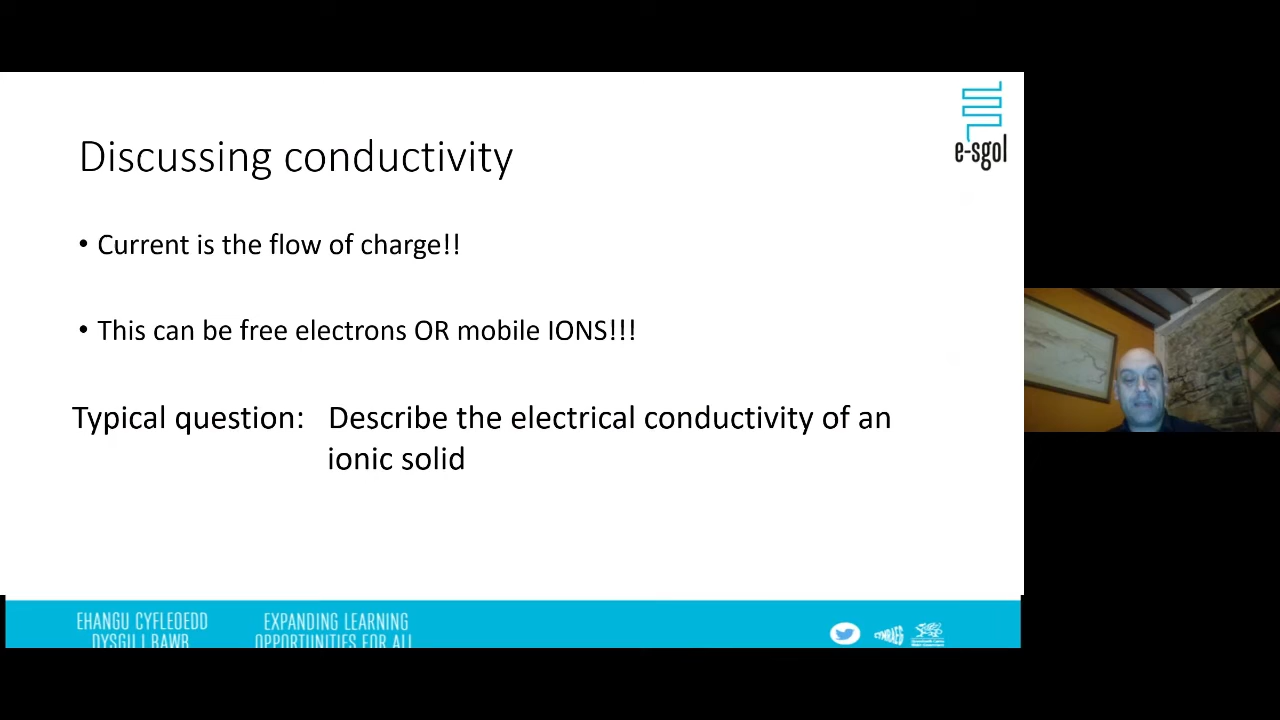 e-sgol
Discussing conductivity
• Current is the flow of charge!!
• This can be free electrons OR mobile IONS!!!
Typical question: Describe the electrical conductivity of an
ionic solid
EHANGU CYFLEOEDD
DYSGU I BAWB
EXPANDING LEARNING
OPPORTUNITIES FOR ALL